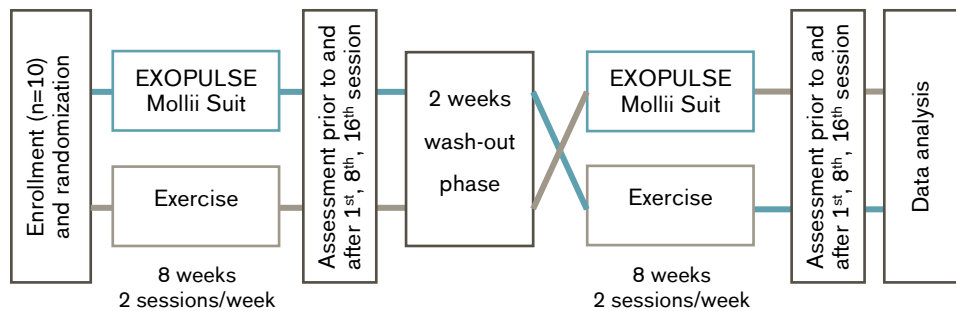 Enrollment (n=10)
and randomization
EXOPULSE
Mollii Suit
Exercise
8 weeks
2 sessions/week
Assessment prior to and
after 1st, 8th, 16th session
2 weeks
wash-out
phase
EXOPULSE
Mollii Suit
Exercise
8 weeks
2 sessions/week
Assessment prior to and
after 1st, 8th, 16th session
Data analysis